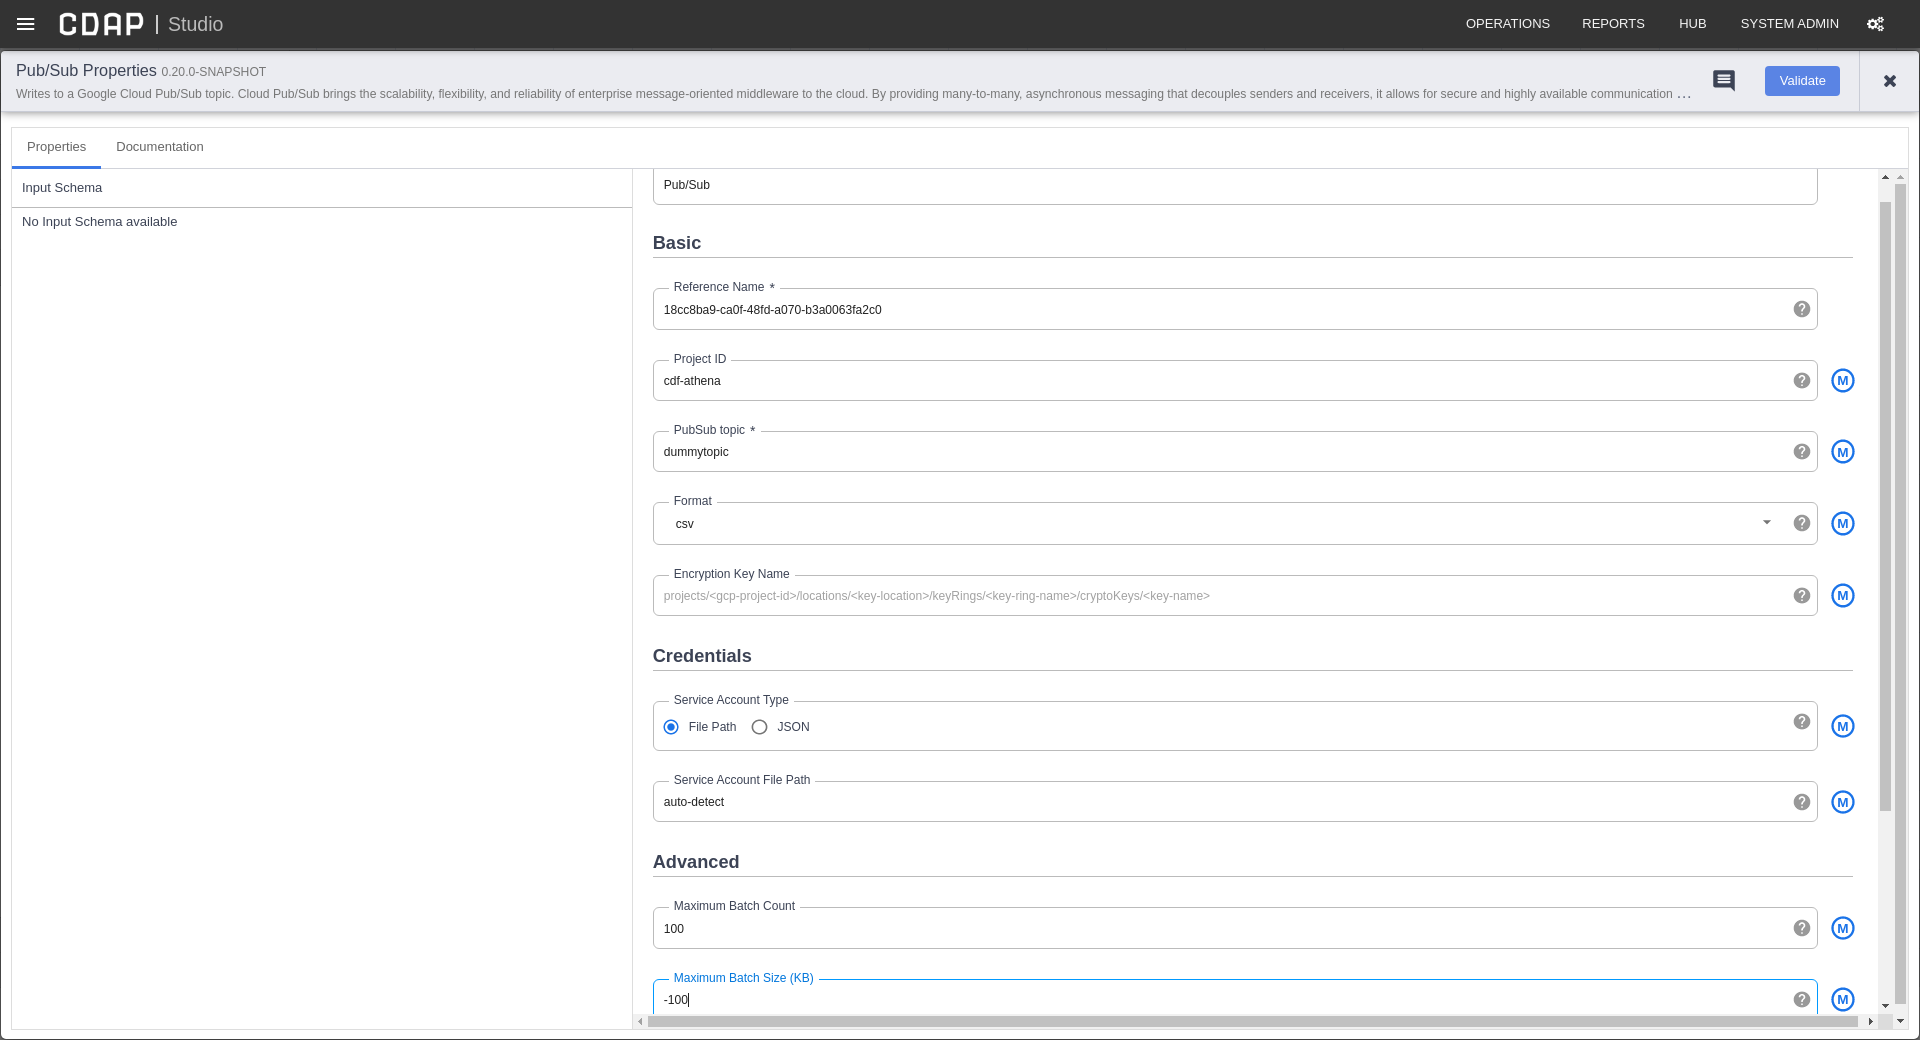 CDAP | Studio
OPERATIONS REPORTS HUB SYSTEM ADMIN
Pub/Sub Properties 0.20.0-SNAPSHOT
Writes to a Google Cloud Pub/Sub topic. Cloud Pub/Sub brings the scalability, flexibility, and reliability of enterprise message-oriented middleware to the cloud. By providing many-to-many, asynchronous messaging that decouples senders and receivers, it allows for secure and highly available communication ...
Validate
Properties Documentation
Input Schema
No Input Schema available
Pub/Sub
Basic
Reference Name *
18cc8ba9-ca0f-48fd-a070-b3a0063fa2c0
Project ID
cdf-athena
M
PubSub topic *
dummytopic
M
Format
csv
M
Encryption Key Name
projects/<gcp-project-id>/locations/<key-location>/keyRings/<key-ring-name>/cryptoKeys/<key-name>
M
Credentials
Service Account Type
File Path JSON
M
Service Account File Path
auto-detect
M
Advanced
Maximum Batch Count
100
M
Maximum Batch Size (KB)
-100
M